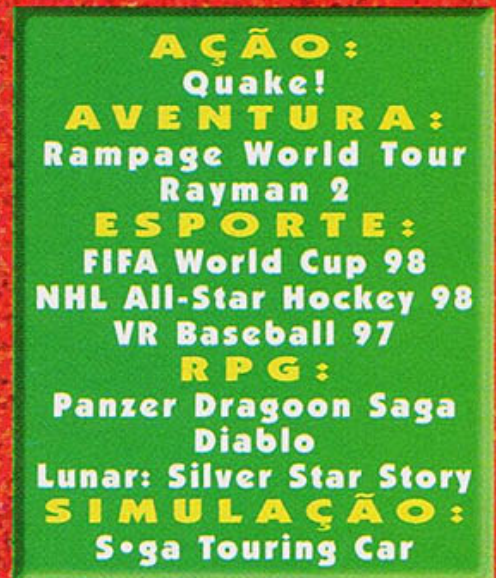 AÇÃO:
Quake!
AVENTURA:
Rampage World Tour
Rayman 2
ESPORTE:
FIFA World Cup 98
NHL All-Star Hockey 98
VR Baseball 97
RPG:
Panzer Dragoon Saga
Diablo
Lunar: Silver Star Story
SIMULAÇÃO:
S•ga Touring Car